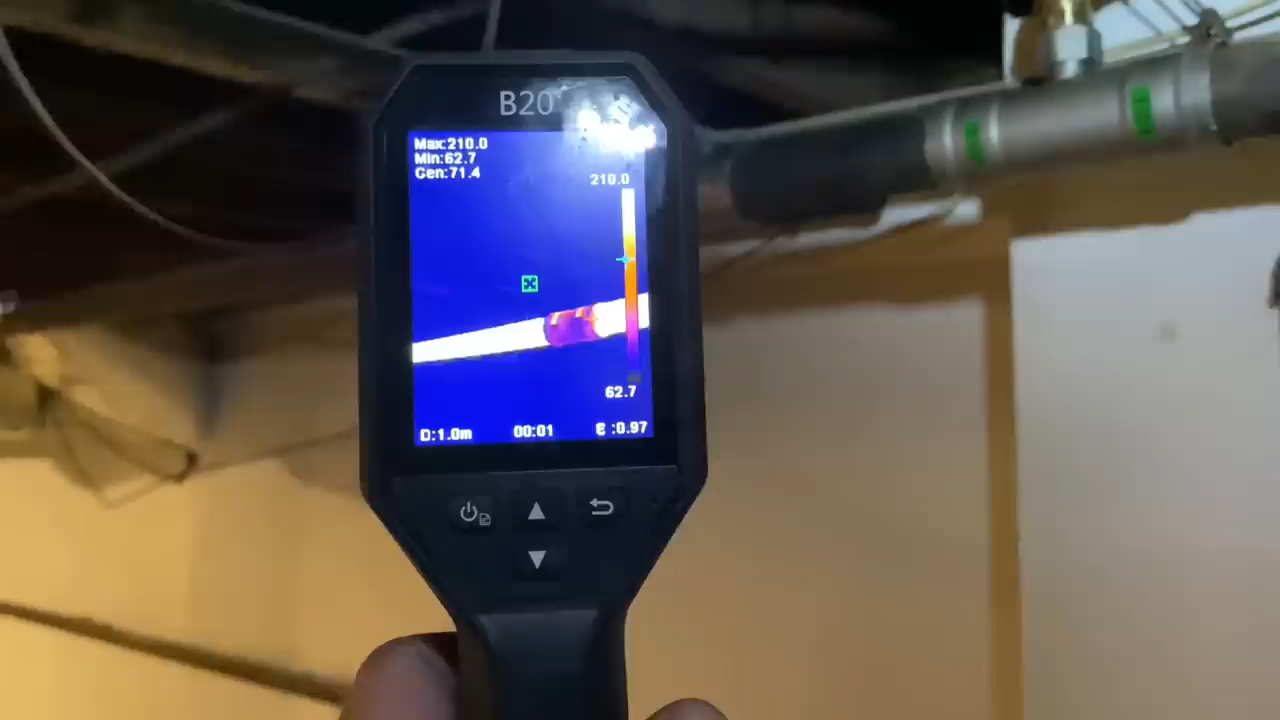 B20
Max:210.0
Min:62.7
Cen:71.4
210.0
62.7
D:1.0m 00:01 ε :0.97